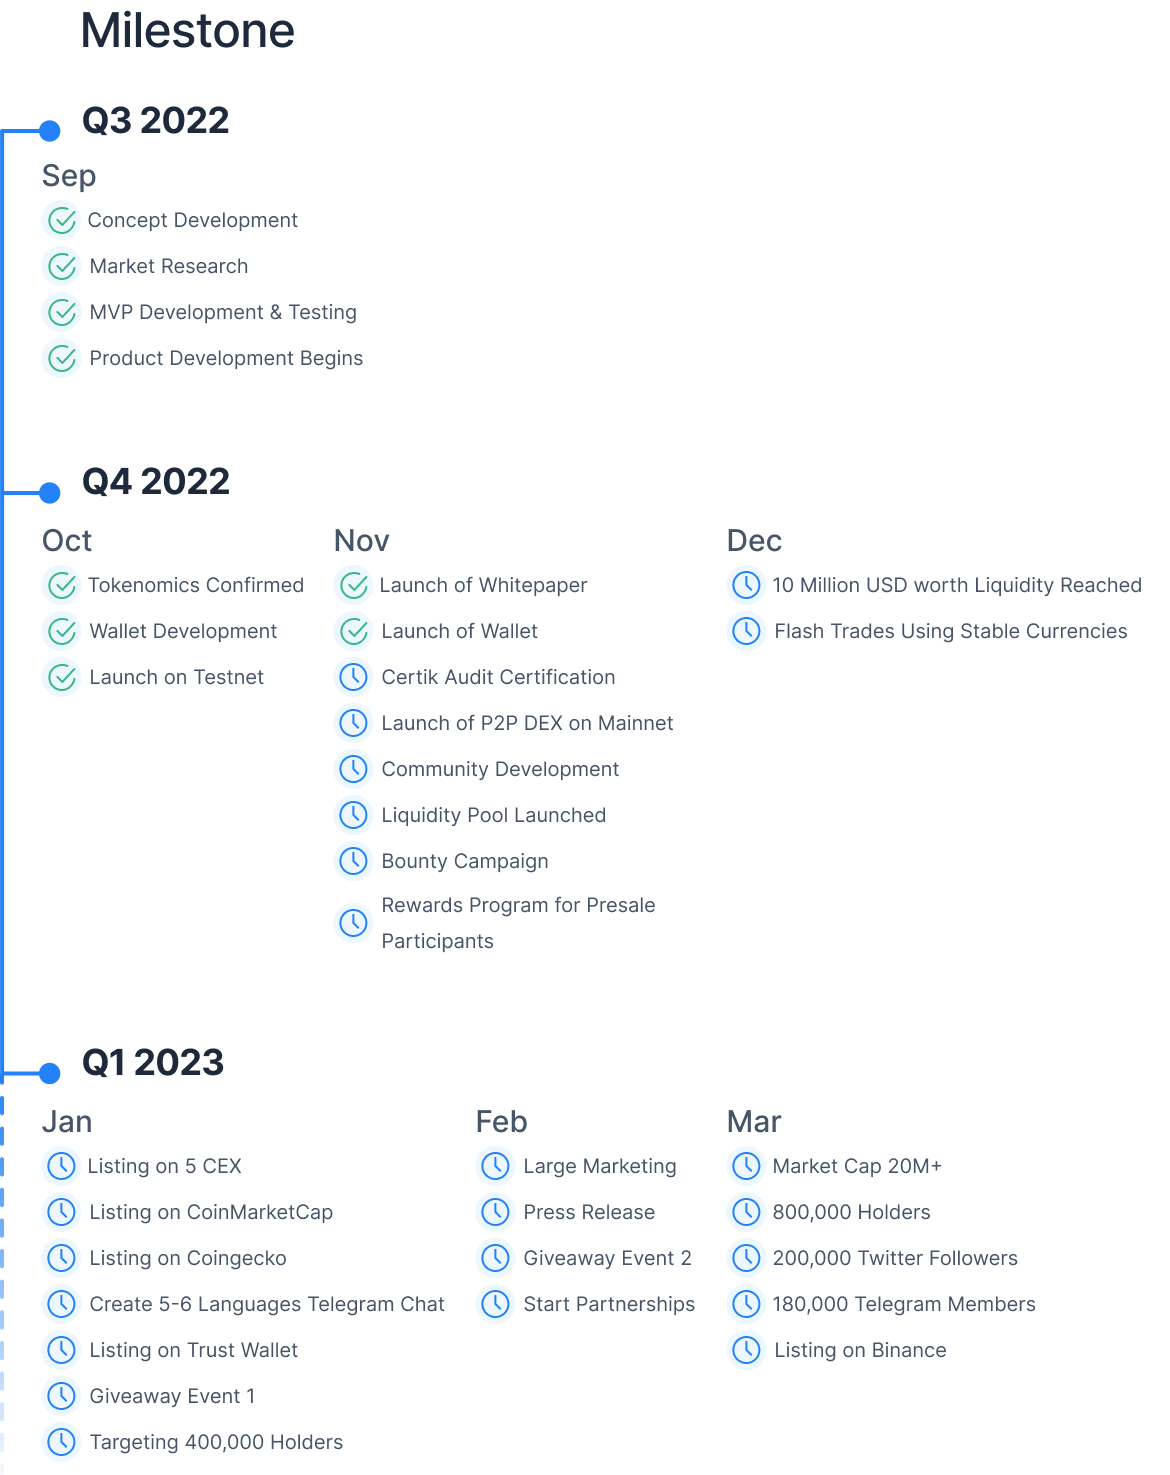 Milestone
Q3 2022
Sep
Concept Development
Market Research
MVP Development & Testing
Product Development Begins
Q4 2022
Oct
Tokenomics Confirmed
Wallet Development
Launch on Testnet
Nov
Launch of Whitepaper
Launch of Wallet
Certik Audit Certification
Launch of P2P DEX on Mainnet
Community Development
Liquidity Pool Launched
Bounty Campaign
Rewards Program for Presale
Participants
Dec
10 Million USD worth Liquidity Reached
Flash Trades Using Stable Currencies
Q1 2023
Jan
Listing on 5 CEX
Listing on CoinMarketCap
Listing on Coingecko
Create 5-6 Languages Telegram Chat
Listing on Trust Wallet
Giveaway Event 1
Targeting 400,000 Holders
Feb
Large Marketing
Press Release
Giveaway Event 2
Start Partnerships
Mar
Market Cap 20M+
800,000 Holders
200,000 Twitter Followers
180,000 Telegram Members
Listing on Binance